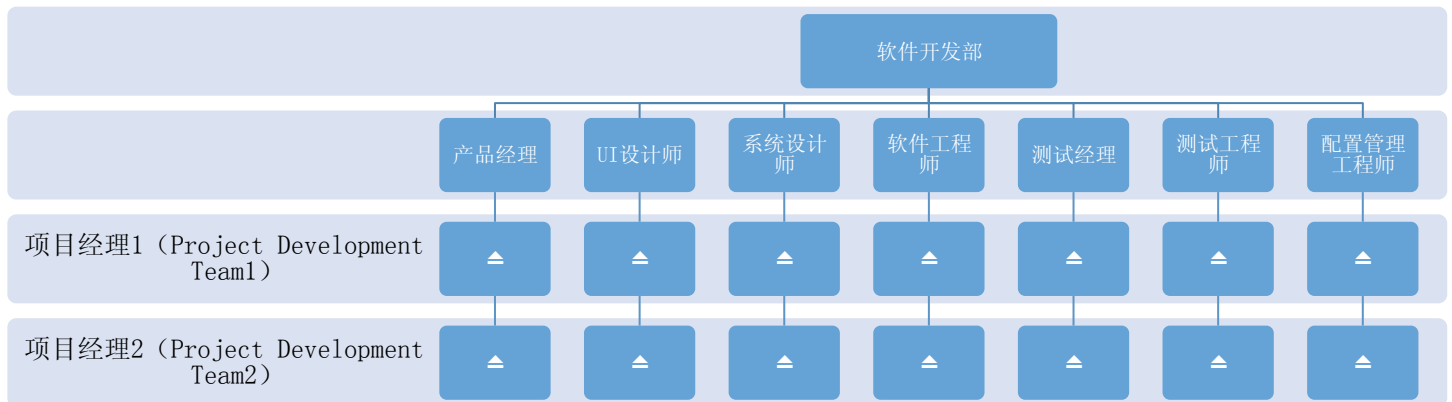 软件开发部
产品经理
UI设计师
系统设计
师
软件工程
师
测试经理
测试工程
师
配置管理
工程师
项目经理1（Project Development
Team1）
⏏ ⏏ ⏏ ⏏ ⏏ ⏏ ⏏
项目经理2（Project Development
Team2）
⏏ ⏏ ⏏ ⏏ ⏏ ⏏ ⏏